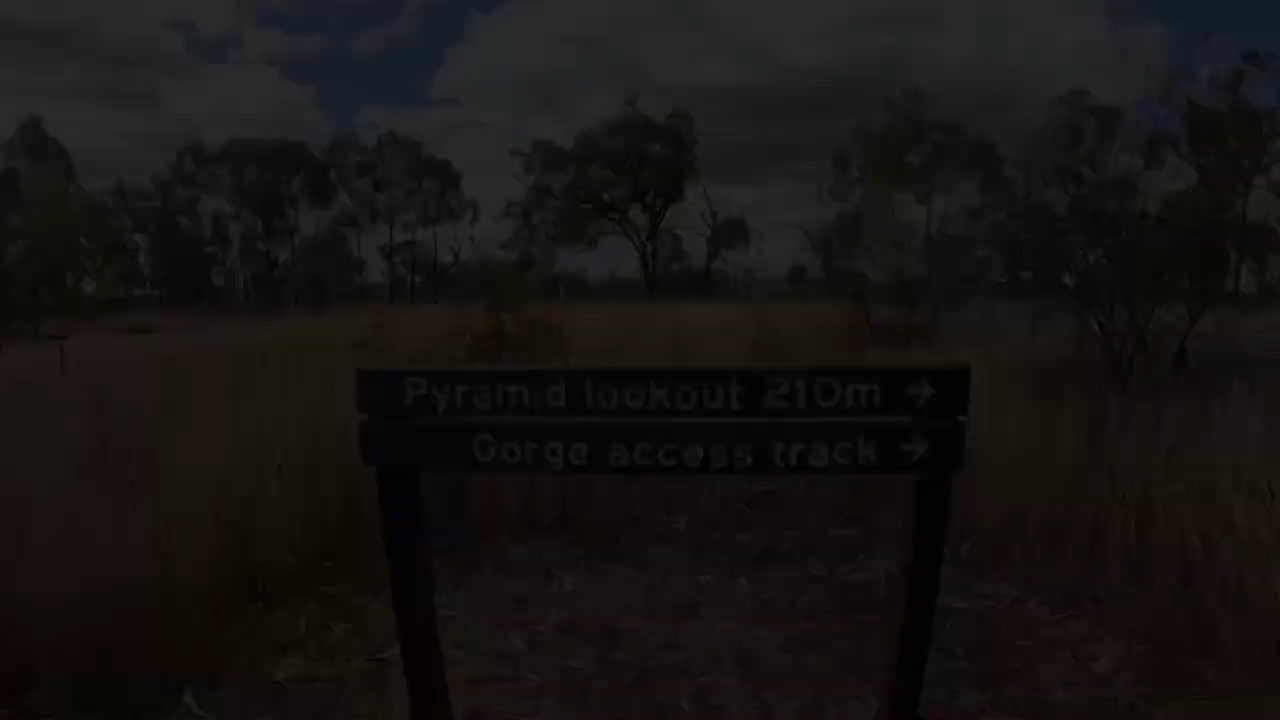 Pyramid lookout 210m →
Gorge access track →